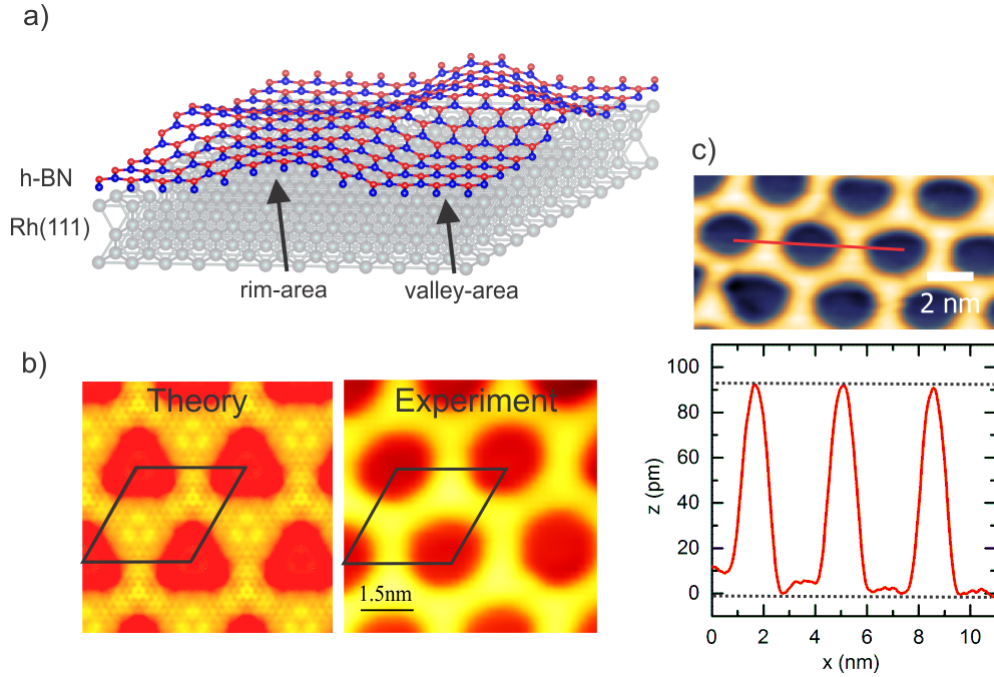 a)
h-BN
Rh(111)
rim-area
valley-area
b)
Theory
Experiment
1.5nm
c)
2 nm
100
80
60
40
20
0
z (pm)
0
2
4
6
8
10
x (nm)